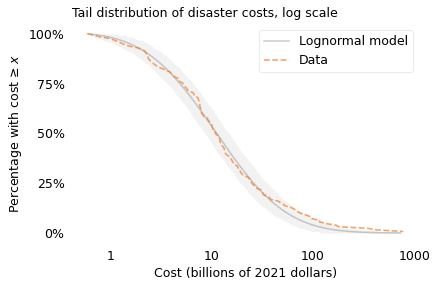 Tail distribution of disaster costs, log scale
Lognormal model
Data
Percentage with cost ≥ x
100%
75%
50%
25%
0%
1 10 100 1000
Cost (billions of 2021 dollars)